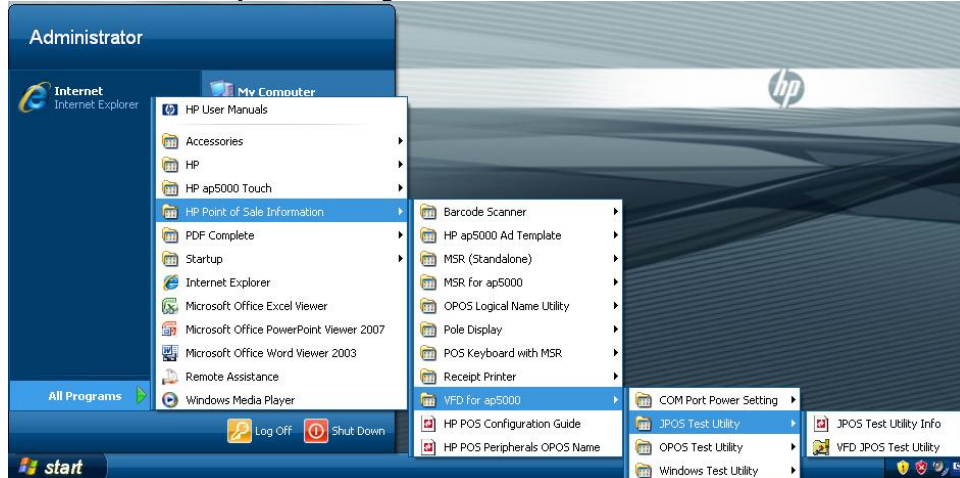 Administrator
Internet
Internet Explorer
My Computer
HP User Manuals
Accessories
HP
HP ap5000 Touch
HP Point of Sale Information
PDF Complete
Startup
Internet Explorer
Microsoft Office Excel Viewer
Microsoft Office PowerPoint Viewer 2007
Microsoft Office Word Viewer 2003
Remote Assistance
Windows Media Player
Barcode Scanner
HP ap5000 Ad Template
MSR (Standalone)
MSR for ap5000
OPOS Logical Name Utility
Pole Display
POS Keyboard with MSR
Receipt Printer
VFD for ap5000
HP POS Configuration Guide
HP POS Peripherals OPOS Name
COM Port Power Setting
JPOS Test Utility
OPOS Test Utility
Windows Test Utility
JPOS Test Utility Info
VFD JPOS Test Utility
All Programs
Log Off
Shut Down
start
hp